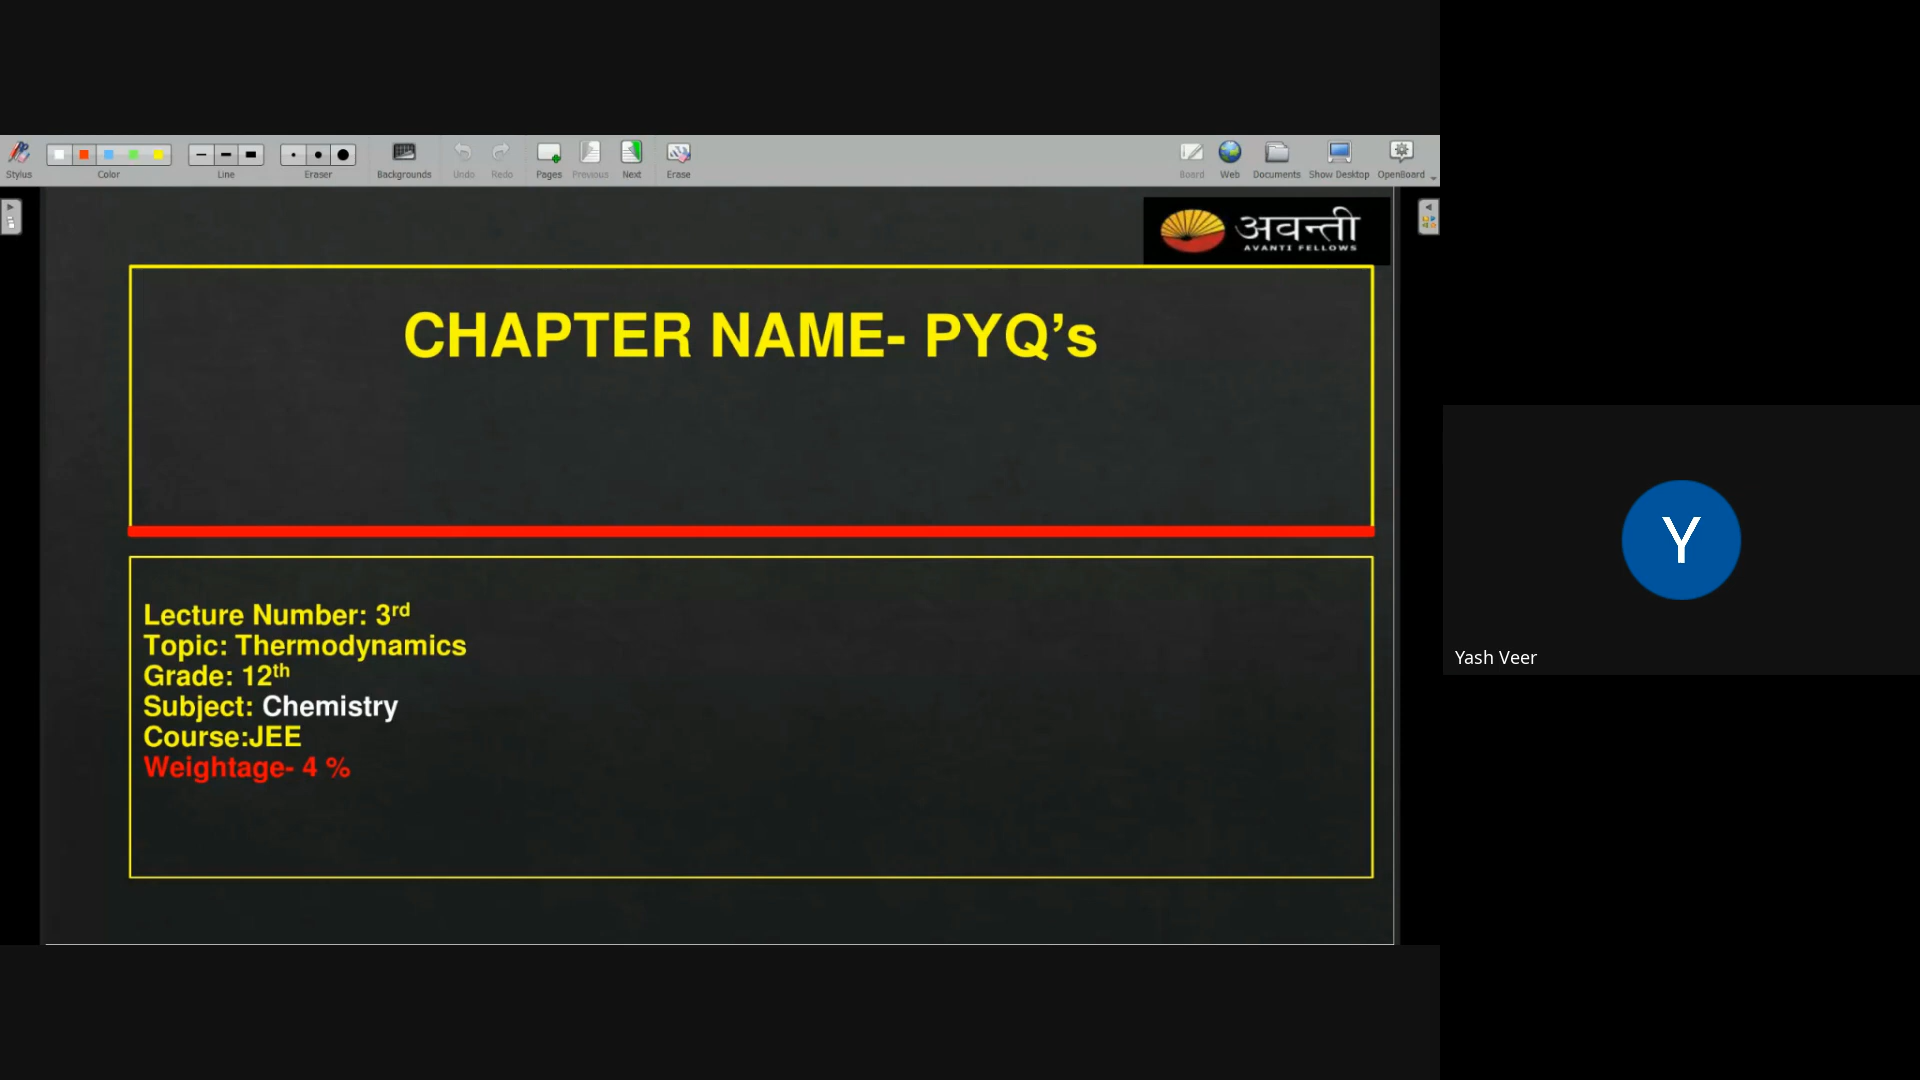 Stylus
Color
Line
Eraser
Backgrounds
Undo
Redo
Pages
Previous
Next
Erase
Board
Web
Documents
Show Desktop
OpenBoard
अवन्ती
AVANTI FELLOWS
CHAPTER NAME- PYQ’s
Lecture Number: 3rd
Topic: Thermodynamics
Grade: 12th
Subject: Chemistry
Course:JEE
Weightage- 4 %
Y
Yash Veer